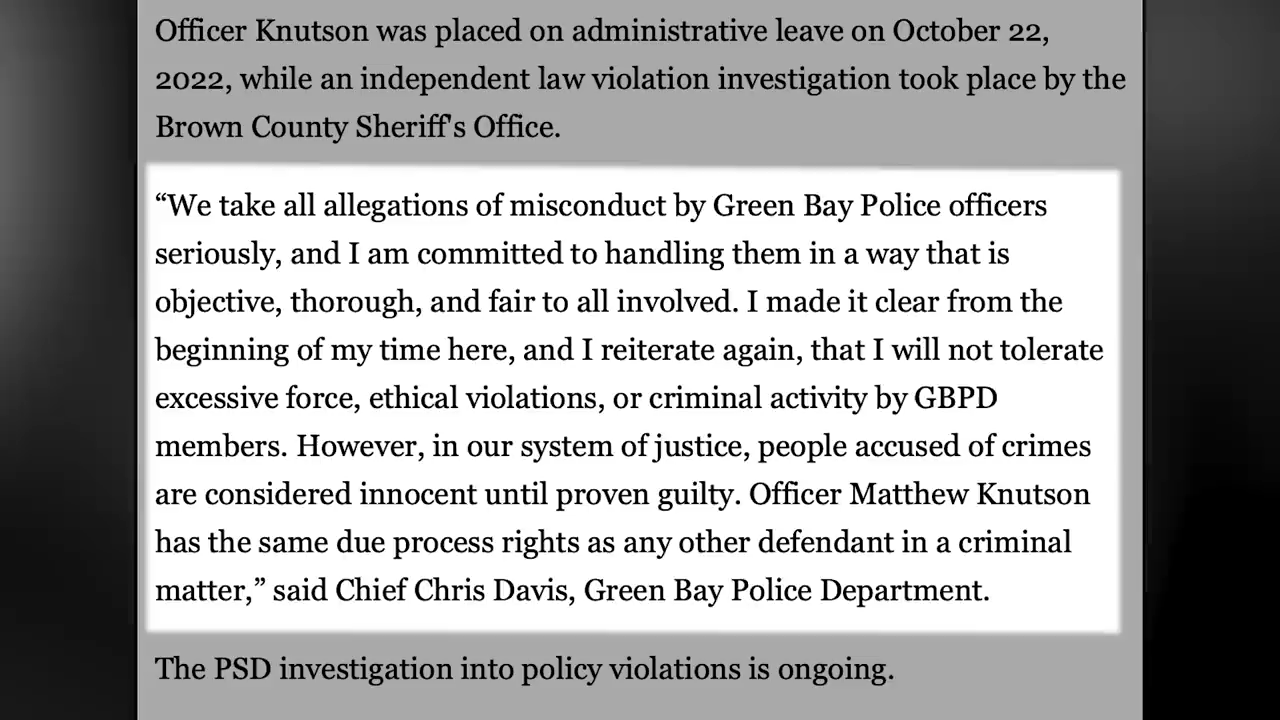 Officer Knutson was placed on administrative leave on October 22,
2022, while an independent law violation investigation took place by the
Brown County Sheriff's Office.
“We take all allegations of misconduct by Green Bay Police officers
seriously, and I am committed to handling them in a way that is
objective, thorough, and fair to all involved. I made it clear from the
beginning of my time here, and I reiterate again, that I will not tolerate
excessive force, ethical violations, or criminal activity by GBPD
members. However, in our system of justice, people accused of crimes
are considered innocent until proven guilty. Officer Matthew Knutson
has the same due process rights as any other defendant in a criminal
matter,” said Chief Chris Davis, Green Bay Police Department.
The PSD investigation into policy violations is ongoing.